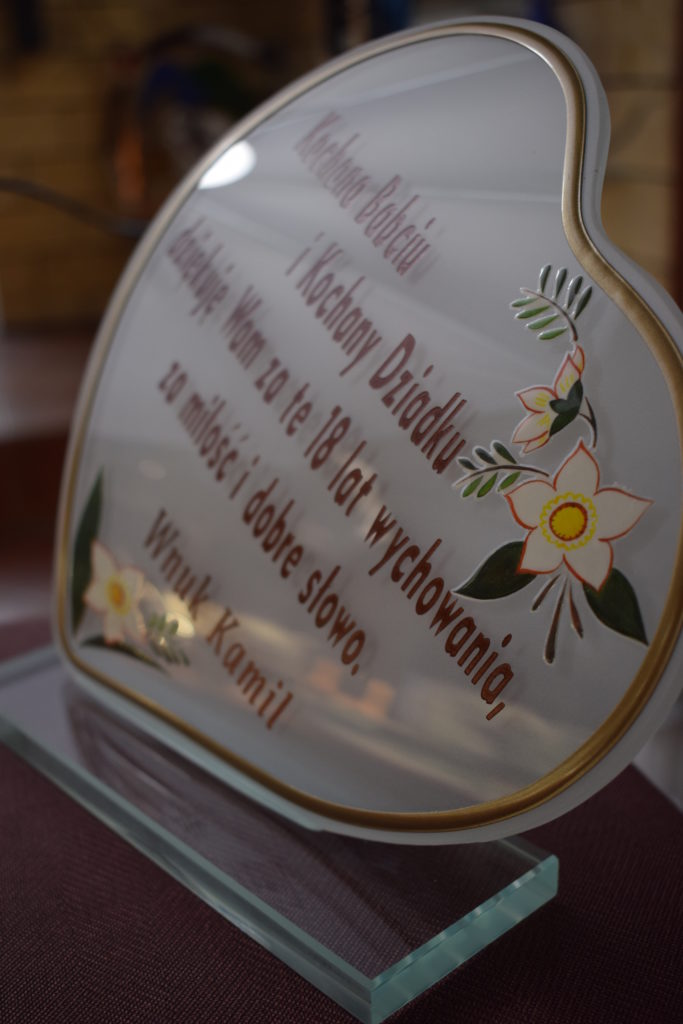 Kochana Babciu
i Kochany Dziadku
dziękuję Wam za te 18 lat wychowania,
za miłość i dobre słowo.
Wnuk Kamil